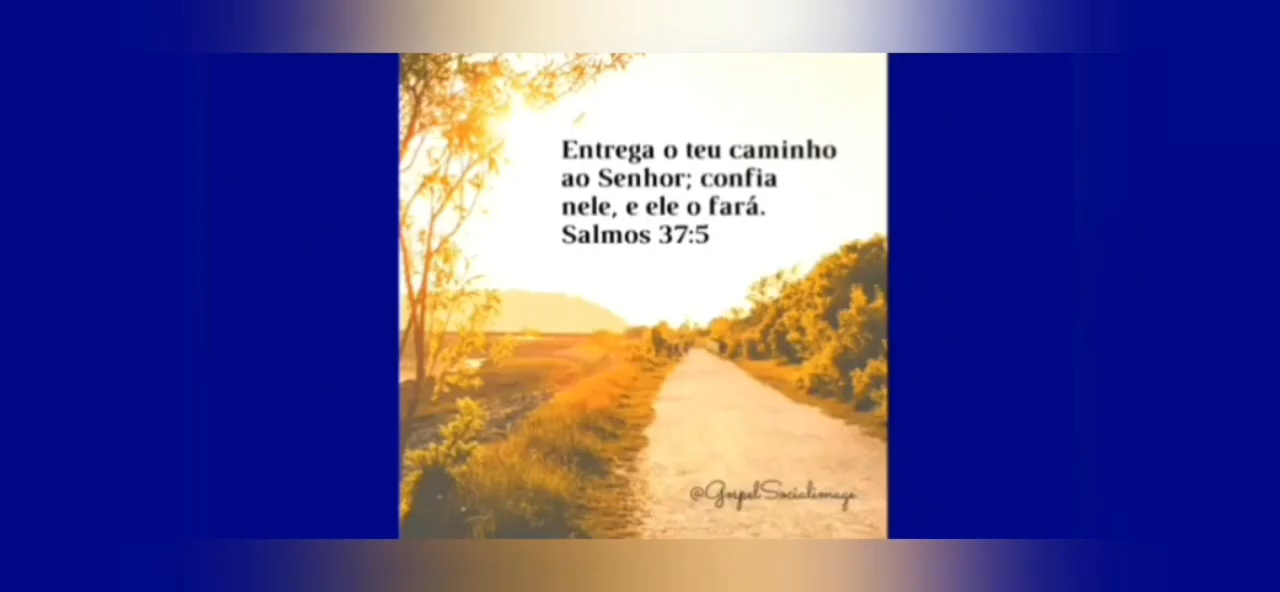 Entrega o teu caminho
ao Senhor; confia
nele, e ele o fará.
Salmos 37:5
@GospelSocialimage